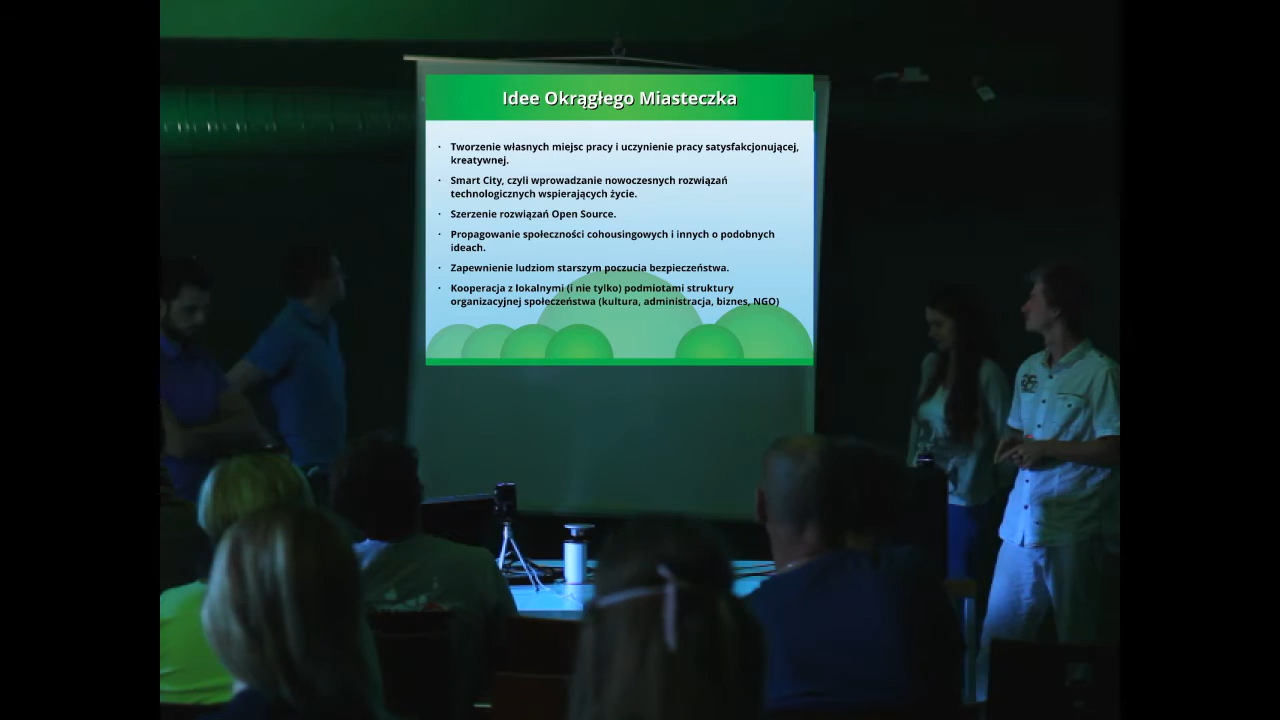 Idee Okrągłego Miasteczka
· Tworzenie własnych miejsc pracy i uczynienie pracy satysfakcjonującej,
kreatywnej.
· Smart City, czyli wprowadzanie nowoczesnych rozwiązań
technologicznych wspierających życie.
· Szerzenie rozwiązań Open Source.
· Propagowanie społeczności cohousingowych i innych o podobnych
ideach.
· Zapewnienie ludziom starszym poczucia bezpieczeństwa.
· Kooperacja z lokalnymi (i nie tylko) podmiotami struktury
organizacyjnej społeczeństwa (kultura, administracja, biznes, NGO)